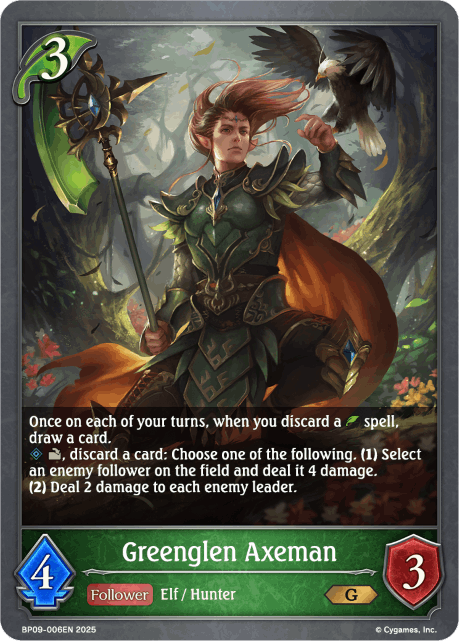 3
Once on each of your turns, when you discard a spell,
draw a card.
, discard a card: Choose one of the following. (1) Select
an enemy follower on the field and deal it 4 damage.
(2) Deal 2 damage to each enemy leader.
Greenglen Axeman
4
Follower Elf / Hunter
G
3
BP09-006EN 2025
© Cygames, Inc.